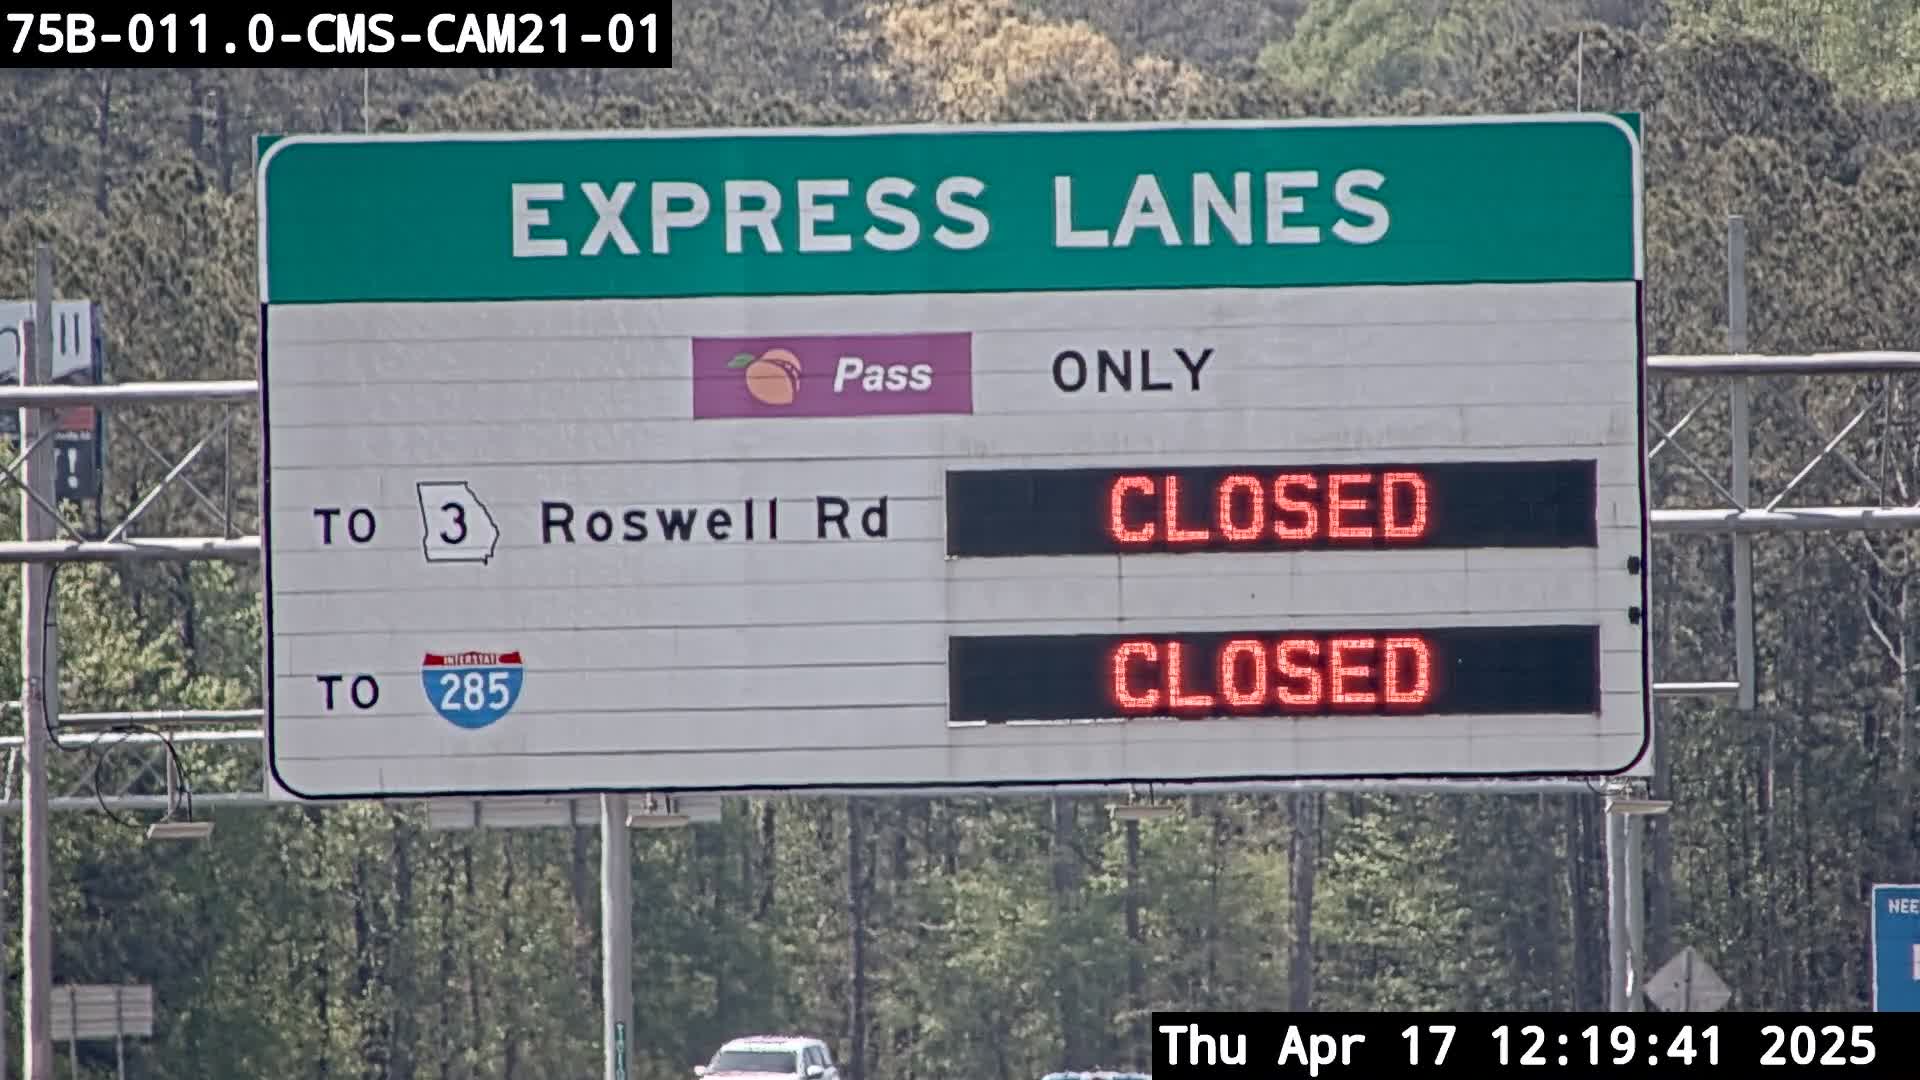 75B-011.0-CMS-CAM21-01
EXPRESS LANES
Pass ONLY
TO 3 Roswell Rd CLOSED
INTERSTATE
TO 285 CLOSED
Thu Apr 17 12:19:41 2025